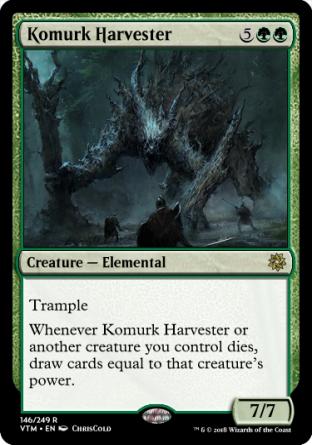 Komurk Harvester 5
Creature — Elemental
Trample
Whenever Komurk Harvester or
another creature you control dies,
draw cards equal to that creature's
power.
7/7
146/249 R
VTM • EN ChrisCold
™ & © 2018 Wizards of the Coast